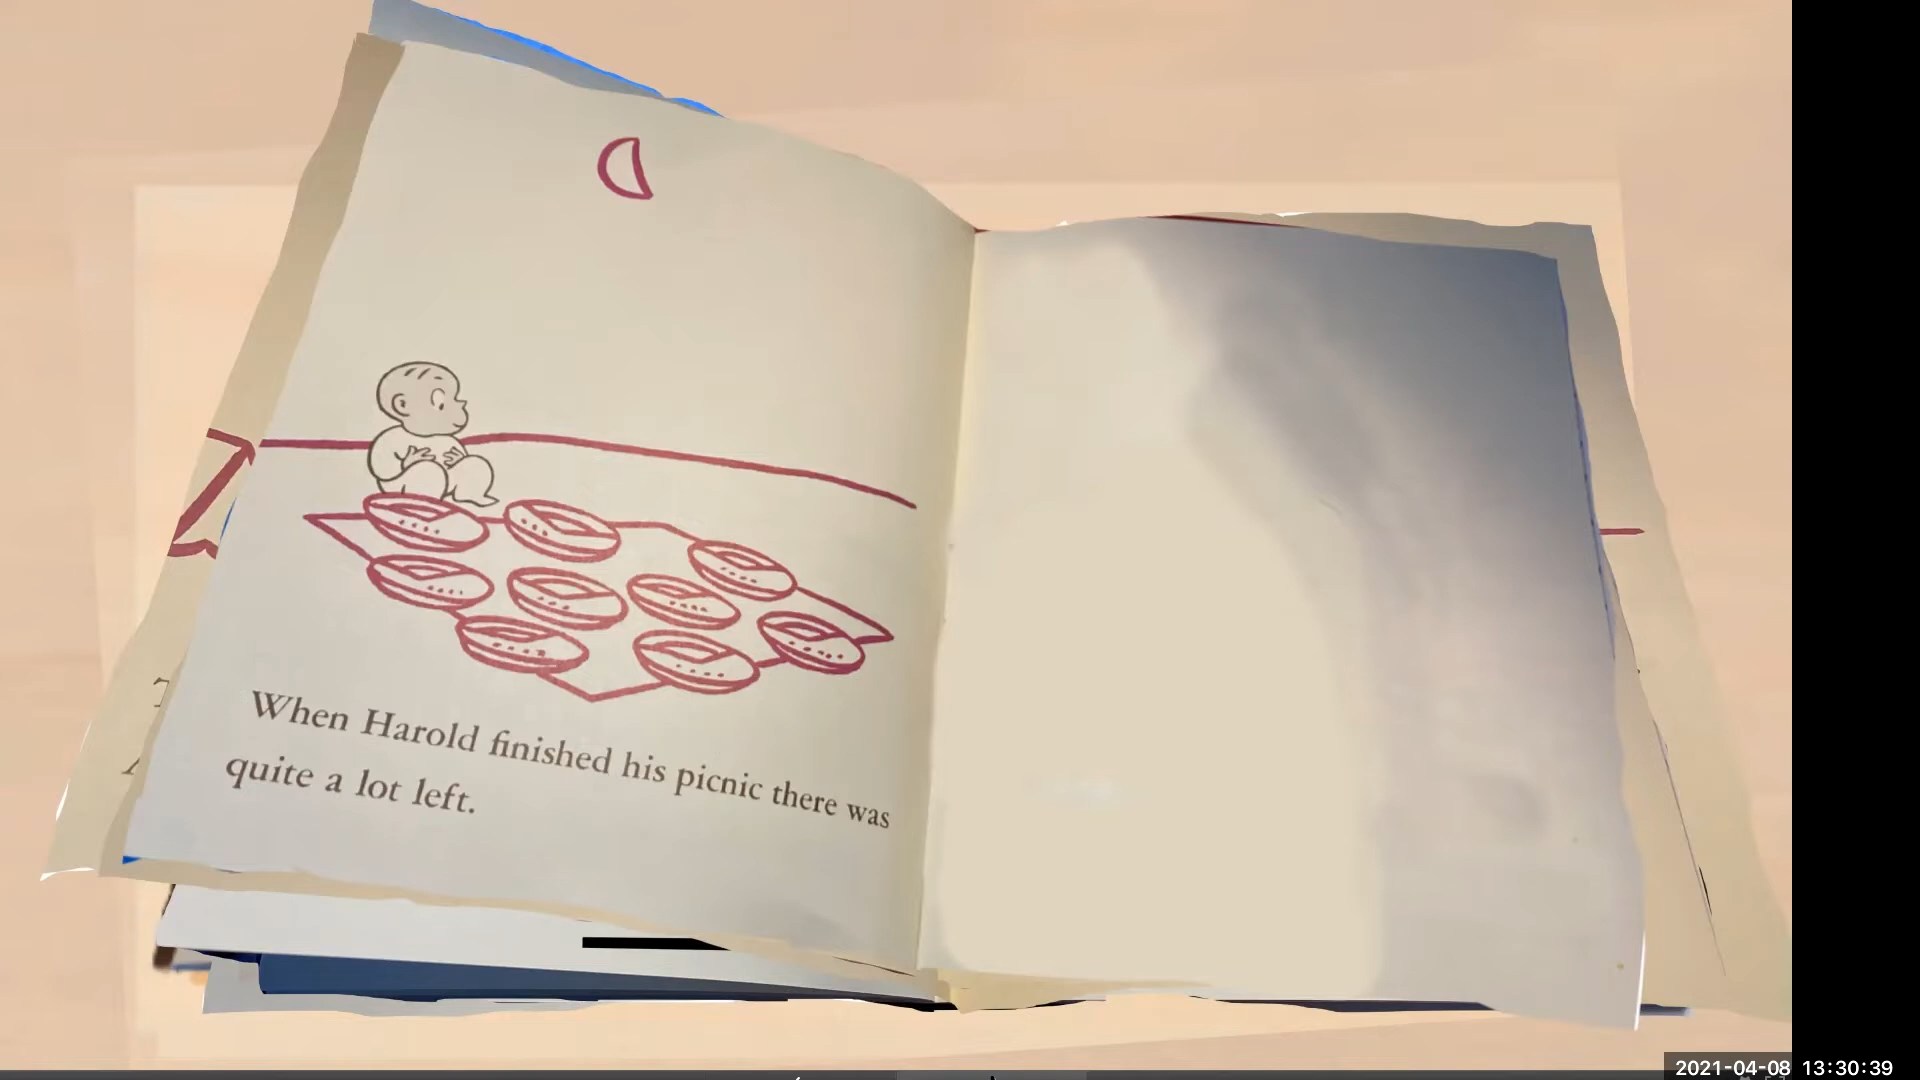 When Harold finished his picnic there was
quite a lot left.
2021-04-08 13:30:39